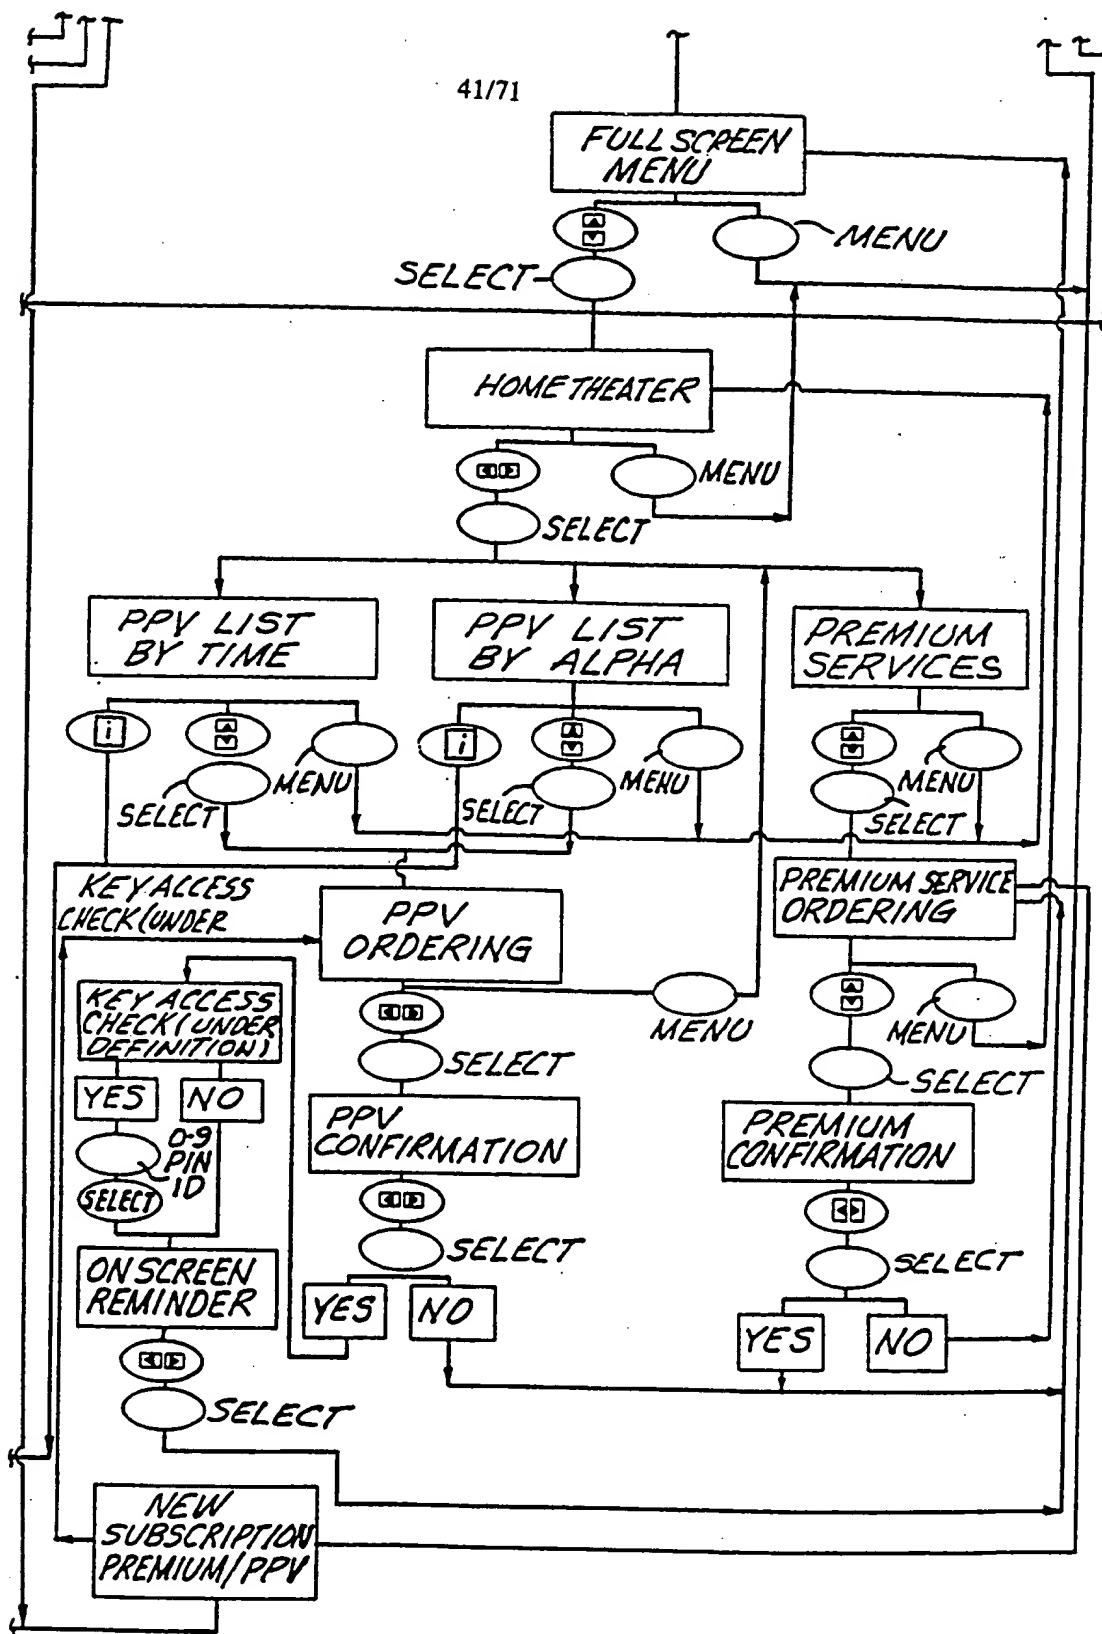 41/71
FULL SCREEN
MENU
MENU
SELECT
HOME THEATER
MENU
SELECT
PPV LIST
BY TIME
PPV LIST
BY ALPHA
PREMIUM
SERVICES
i
i
MENU
SELECT
MENU
SELECT
MENU
SELECT
KEY ACCESS
CHECK (UNDER
PPV
ORDERING
PREMIUM SERVICE
ORDERING
KEY ACCESS
CHECK (UNDER
DEFINITION)
MENU
MENU
SELECT
SELECT
YES
NO
PPV
CONFIRMATION
PREMIUM
CONFIRMATION
0-9
PIN
ID
SELECT
SELECT
SELECT
ON SCREEN
REMINDER
YES
NO
YES
NO
SELECT
NEW
SUBSCRIPTION
PREMIUM/PPV